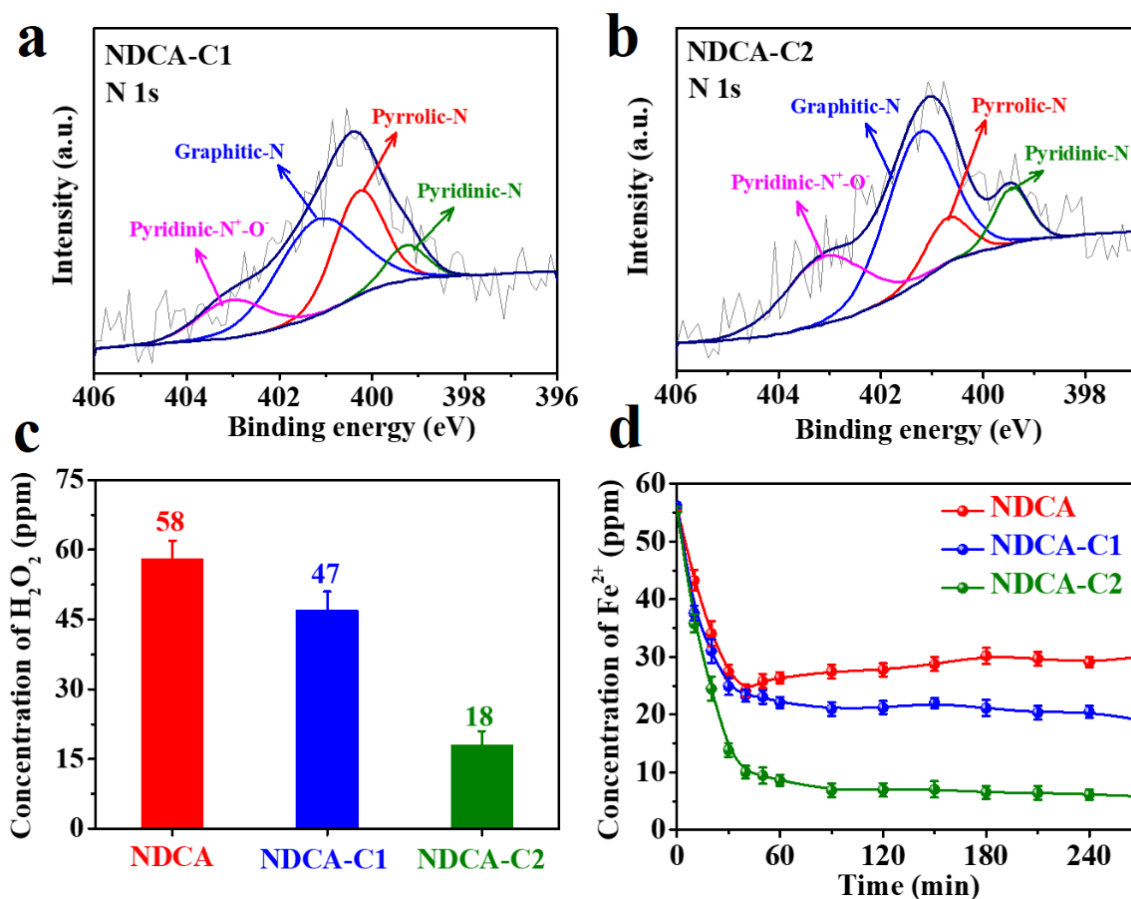 a
NDCA-C1
N 1s
Pyrrolic-N
Graphitic-N
Pyridinic-N
Pyridinic-N⁺-O⁻
Intensity (a.u.)
406 404 402 400 398 396
Binding energy (eV)
b
NDCA-C2
N 1s
Graphitic-N
Pyrrolic-N
Pyridinic-N
Pyridinic-N⁺-O⁻
Intensity (a.u.)
406 404 402 400 398
Binding energy (eV)
c
Concentration of H₂O₂ (ppm)
75
60
45
30
15
0
58
47
18
NDCA NDCA-C1 NDCA-C2
d
Concentration of Fe²⁺ (ppm)
60
50
40
30
20
10
0
NDCA
NDCA-C1
NDCA-C2
0 60 120 180 240
Time (min)